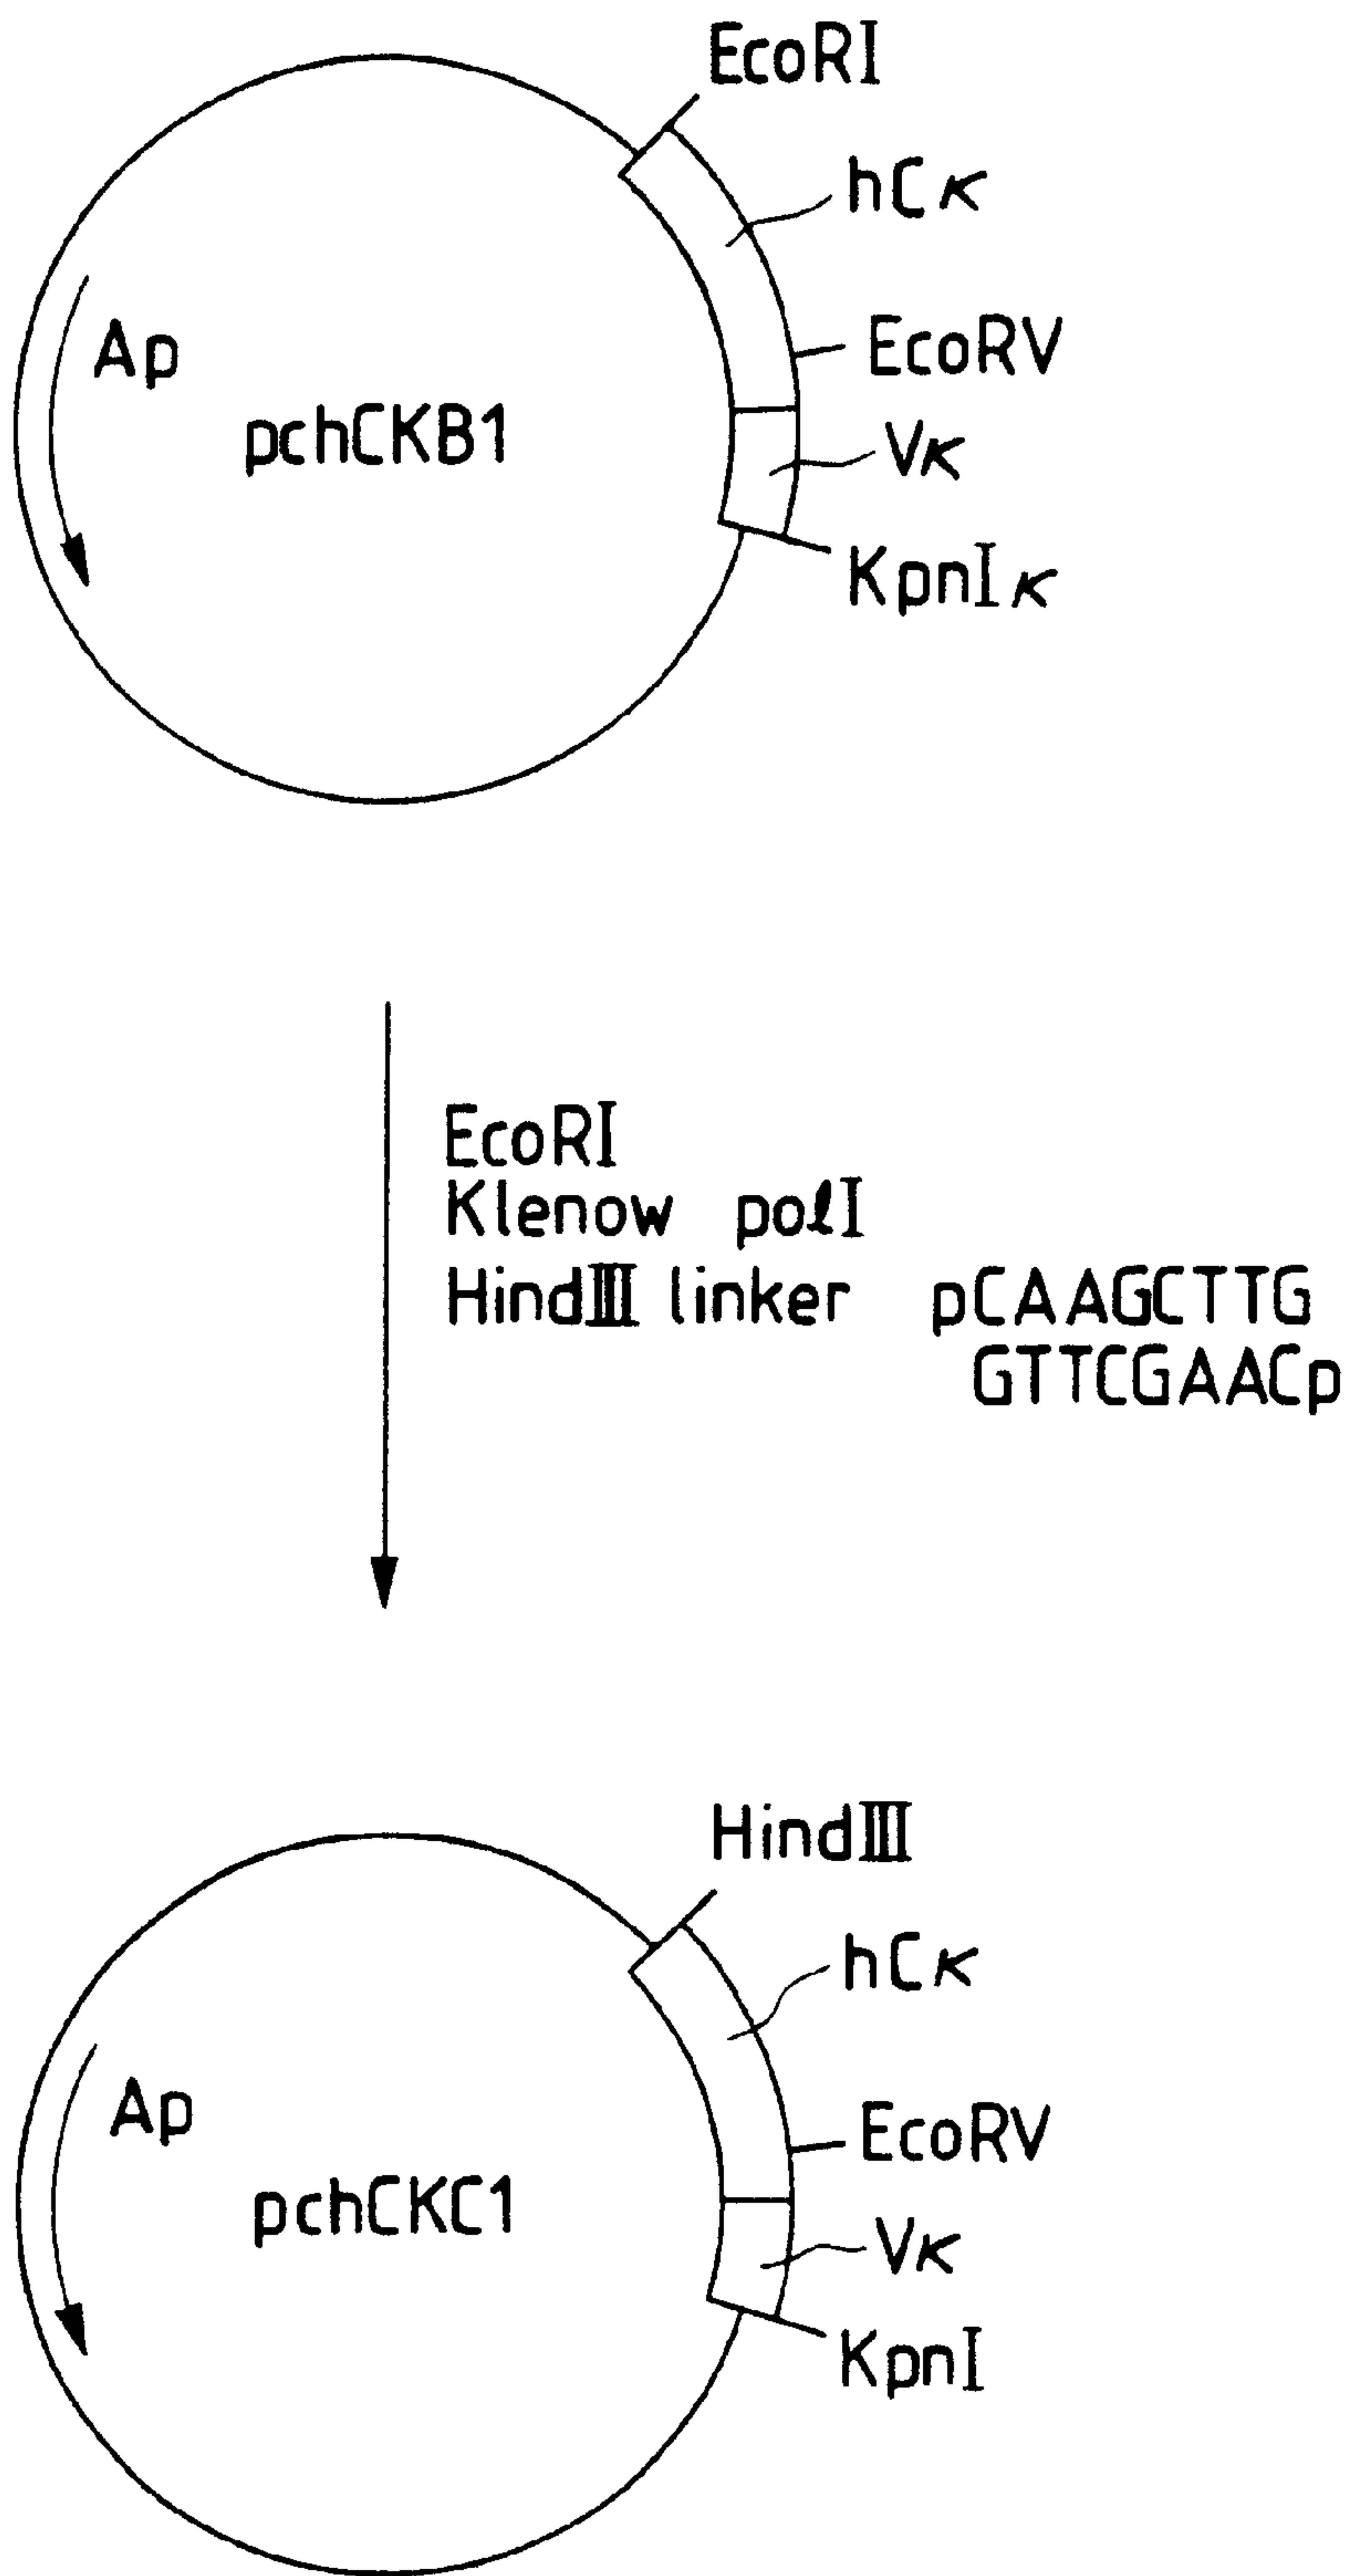 EcoRI
hCκ
EcoRV
Ap
pchCKB1
Vκ
KpnIκ
EcoRI
Klenow polI
HindIII linker pCAAGCTTG
GTTCGAACp
HindIII
hCκ
Ap
EcoRV
pchCKC1
Vκ
KpnI